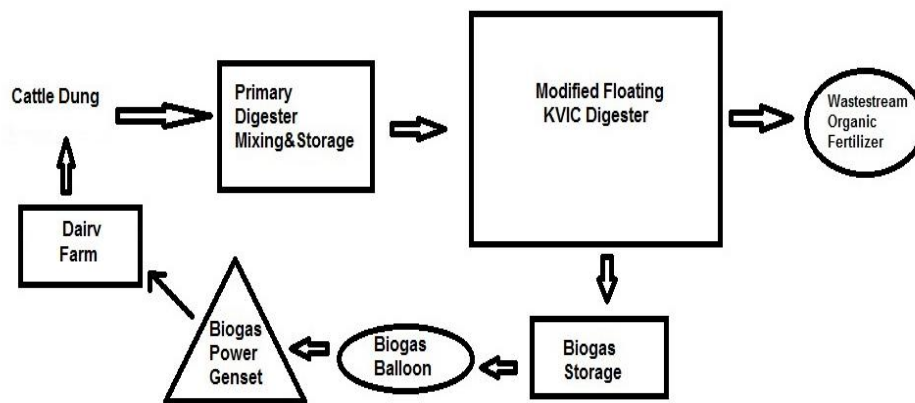 Cattle Dung
Primary
Digester
Mixing&Storage
Modified Floating
KVIC Digester
Wastestream
Organic
Fertilizer
Dairv
Farm
Biogas
Power
Genset
Biogas
Balloon
Biogas
Storage